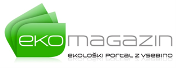 ekomagazin
EKOLOŠKI PORTAL Z VSEBINO